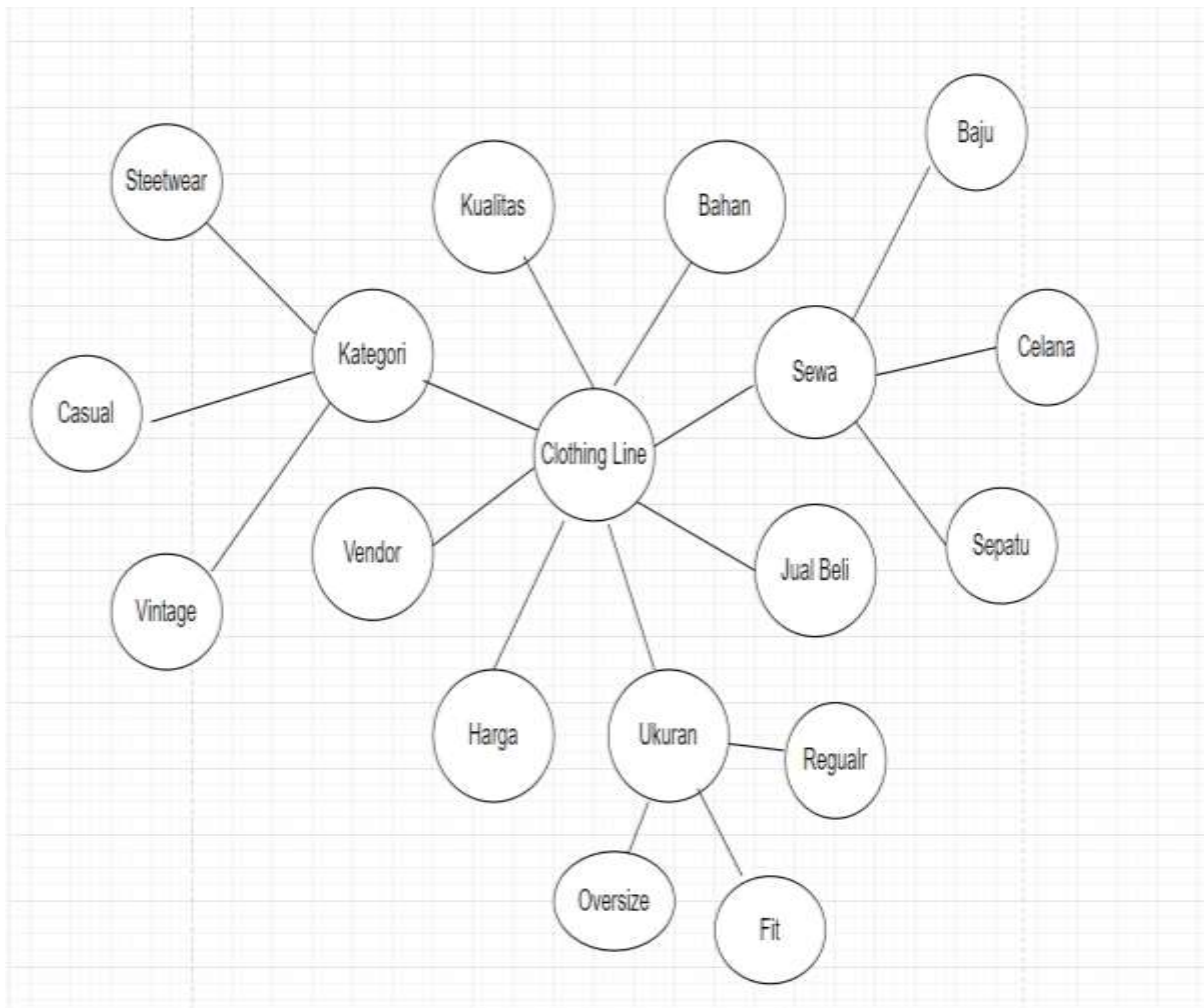 Baju
Steetwear
Kualitas
Bahan
Kategori
Celana
Sewa
Casual
Clothing Line
Vendor
Sepatu
Jual Beli
Vintage
Harga
Ukuran
Regualr
Oversize
Fit